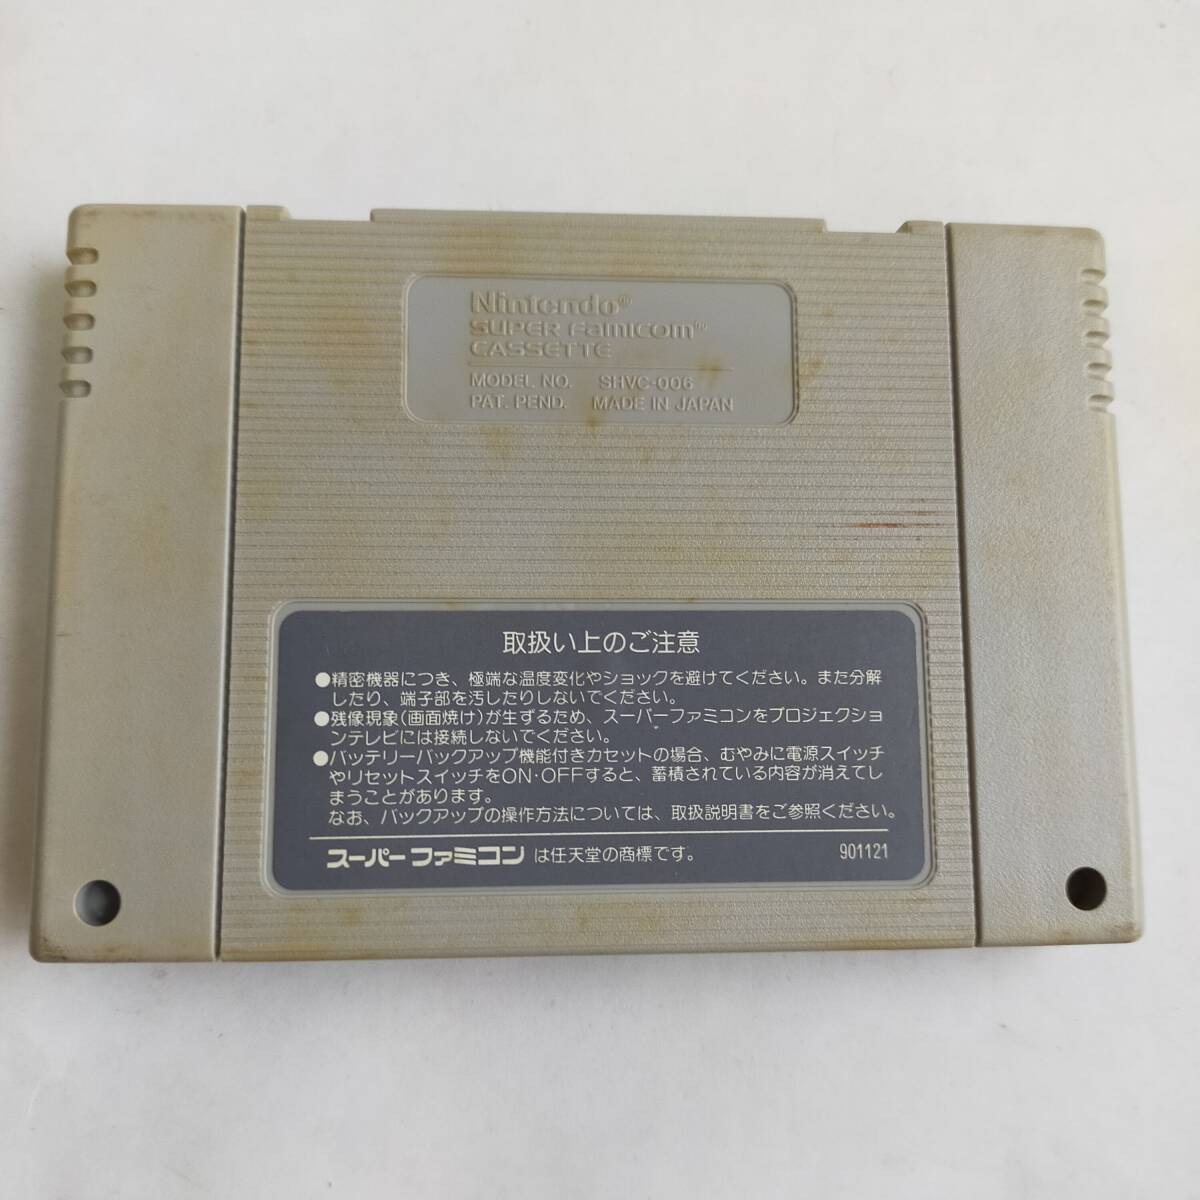 Nintendo®
SUPER Famicom™
CASSETTE
MODEL NO. SHVC-006
PAT. PEND. MADE IN JAPAN
取扱い上のご注意
●精密機器につき、極端な温度変化やショックを避けてください。また分解
したり、端子部を汚したりしないでください。
●残像現象(画面焼け)が生ずるため、スーパーファミコンをプロジェクショ
ンテレビには接続しないでください。
●バッテリーバックアップ機能付きカセットの場合、むやみに電源スイッチ
やリセットスイッチをON・OFFすると、蓄積されている内容が消えてし
まうことがあります。
なお、バックアップの操作方法については、取扱説明書をご参照ください。
スーパーファミコン は任天堂の商標です。 901121